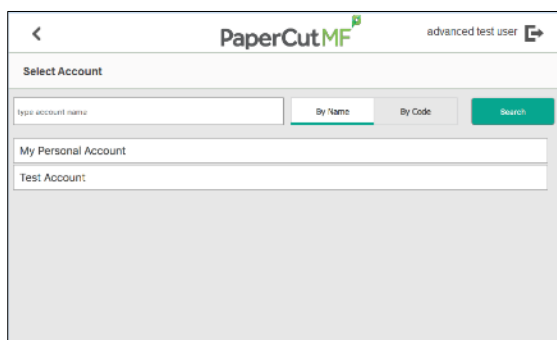 PaperCut MF
advanced test user
Select Account
type account name
By Name
By Code
Search
My Personal Account
Test Account